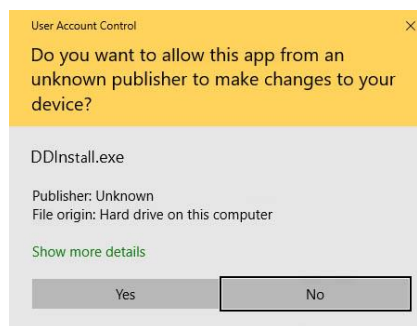 User Account Control
Do you want to allow this app from an
unknown publisher to make changes to your
device?
DDInstall.exe
Publisher: Unknown
File origin: Hard drive on this computer
Show more details
Yes
No